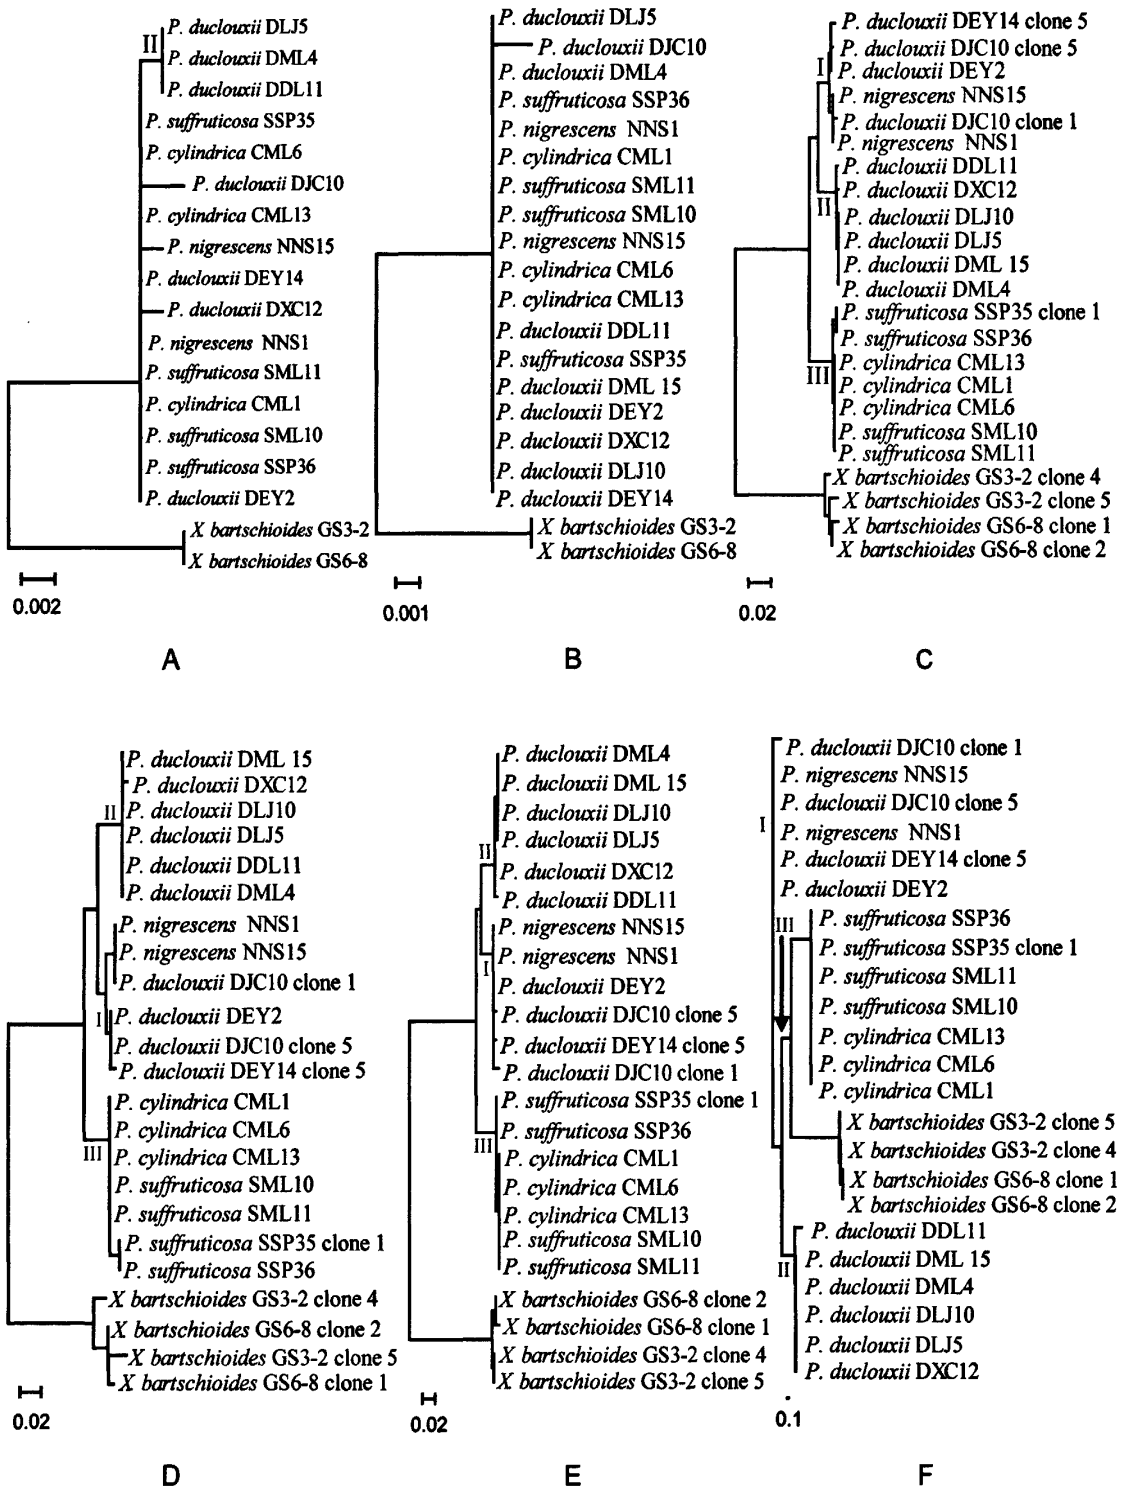 P. duclouxii DLJ5
II
P. duclouxii DML4
P. duclouxii DDL11
P. suffruticosa SSP35
P. cylindrica CML6
P. duclouxii DJC10
P. cylindrica CML13
P. nigrescens NNS15
P. duclouxii DEY14
P. duclouxii DXC12
P. nigrescens NNS1
P. suffruticosa SML11
P. cylindrica CML1
P. suffruticosa SML10
P. suffruticosa SSP36
P. duclouxii DEY2
X bartschioides GS3-2
X bartschioides GS6-8
0.002
A
P. duclouxii DLJ5
P. duclouxii DJC10
P. duclouxii DML4
P. suffruticosa SSP36
P. nigrescens NNS1
P. cylindrica CML1
P. suffruticosa SML11
P. suffruticosa SML10
P. nigrescens NNS15
P. cylindrica CML6
P. cylindrica CML13
P. duclouxii DDL11
P. suffruticosa SSP35
P. duclouxii DML 15
P. duclouxii DEY2
P. duclouxii DXC12
P. duclouxii DLJ10
P. duclouxii DEY14
X bartschioides GS3-2
X bartschioides GS6-8
0.001
B
P. duclouxii DEY14 clone 5
P. duclouxii DJC10 clone 5
I
P. duclouxii DEY2
P. nigrescens NNS15
P. duclouxii DJC10 clone 1
P. nigrescens NNS1
P. duclouxii DDL11
P. duclouxii DXC12
II
P. duclouxii DLJ10
P. duclouxii DLJ5
P. duclouxii DML 15
P. duclouxii DML4
P. suffruticosa SSP35 clone 1
P. suffruticosa SSP36
P. cylindrica CML13
III
P. cylindrica CML1
P. cylindrica CML6
P. suffruticosa SML10
P. suffruticosa SML11
X bartschioides GS3-2 clone 4
X bartschioides GS3-2 clone 5
X bartschioides GS6-8 clone 1
X bartschioides GS6-8 clone 2
0.02
C
P. duclouxii DML 15
P. duclouxii DXC12
II
P. duclouxii DLJ10
P. duclouxii DLJ5
P. duclouxii DDL11
P. duclouxii DML4
P. nigrescens NNS1
P. nigrescens NNS15
P. duclouxii DJC10 clone 1
I
P. duclouxii DEY2
P. duclouxii DJC10 clone 5
P. duclouxii DEY14 clone 5
P. cylindrica CML1
P. cylindrica CML6
III
P. cylindrica CML13
P. suffruticosa SML10
P. suffruticosa SML11
P. suffruticosa SSP35 clone 1
P. suffruticosa SSP36
X bartschioides GS3-2 clone 4
X bartschioides GS6-8 clone 2
X bartschioides GS3-2 clone 5
X bartschioides GS6-8 clone 1
0.02
D
P. duclouxii DML4
P. duclouxii DML 15
P. duclouxii DLJ10
P. duclouxii DLJ5
II
P. duclouxii DXC12
P. duclouxii DDL11
P. nigrescens NNS15
P. nigrescens NNS1
I
P. duclouxii DEY2
P. duclouxii DJC10 clone 5
P. duclouxii DEY14 clone 5
P. duclouxii DJC10 clone 1
P. suffruticosa SSP35 clone 1
P. suffruticosa SSP36
III
P. cylindrica CML1
P. cylindrica CML6
P. cylindrica CML13
P. suffruticosa SML10
P. suffruticosa SML11
X bartschioides GS6-8 clone 2
X bartschioides GS6-8 clone 1
X bartschioides GS3-2 clone 4
X bartschioides GS3-2 clone 5
0.02
E
P. duclouxii DJC10 clone 1
P. nigrescens NNS15
P. duclouxii DJC10 clone 5
I
P. nigrescens NNS1
P. duclouxii DEY14 clone 5
P. duclouxii DEY2
III
P. suffruticosa SSP36
P. suffruticosa SSP35 clone 1
P. suffruticosa SML11
P. suffruticosa SML10
P. cylindrica CML13
P. cylindrica CML6
P. cylindrica CML1
X bartschioides GS3-2 clone 5
X bartschioides GS3-2 clone 4
X bartschioides GS6-8 clone 1
X bartschioides GS6-8 clone 2
P. duclouxii DDL11
P. duclouxii DML 15
II
P. duclouxii DML4
P. duclouxii DLJ10
P. duclouxii DLJ5
P. duclouxii DXC12
0.1
F